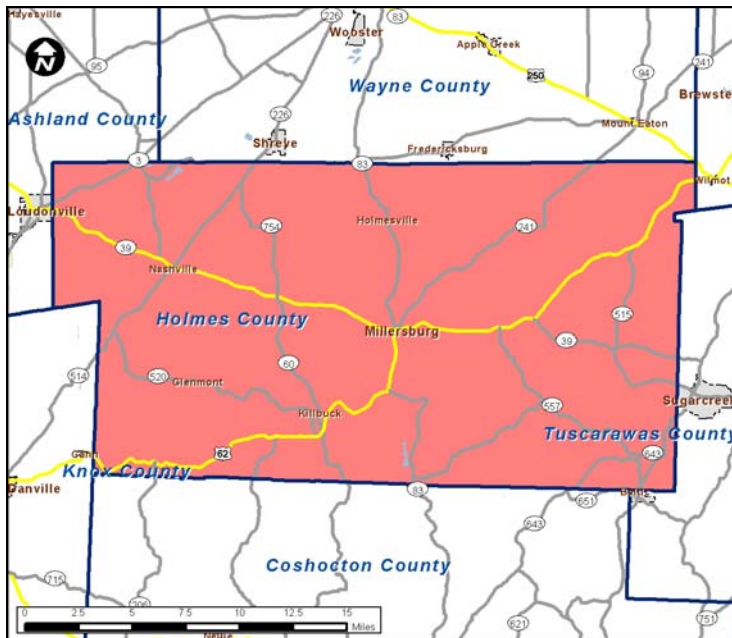 Hayesville
226
Wooster
83
Apple Creek
95
250
94
241
Wayne County
Brewster
Ashland County
226
Mount Eaton
Shreve
Fredericksburg
3
83
Wilmot
Loudonville
754
Holmesville
241
39
Nashville
515
Holmes County
Millersburg
39
514
520
Glenmont
60
Sugarcreek
557
Killbuck
Tuscarawas County
Gann
62
643
Knox County
Danville
83
651
643
Coshocton County
715
206
0 2.5 5 7.5 10 12.5 15
Miles
621
751
N